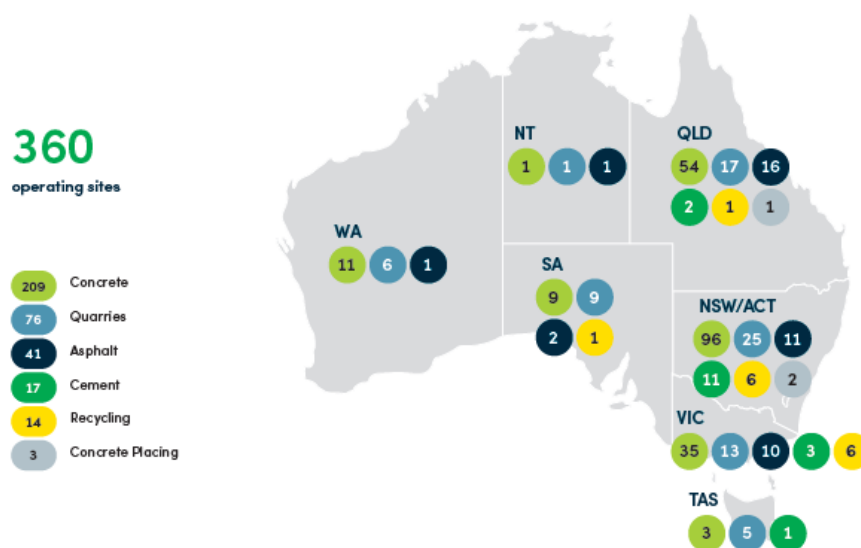 360
operating sites
209 Concrete
76 Quarries
41 Asphalt
17 Cement
14 Recycling
3 Concrete Placing
NT
1 1 1
QLD
54 17 16
2 1 1
WA
11 6 1
SA
9 9
2 1
NSW/ACT
96 25 11
11 6 2
VIC
35 13 10 3 6
TAS
3 5 1